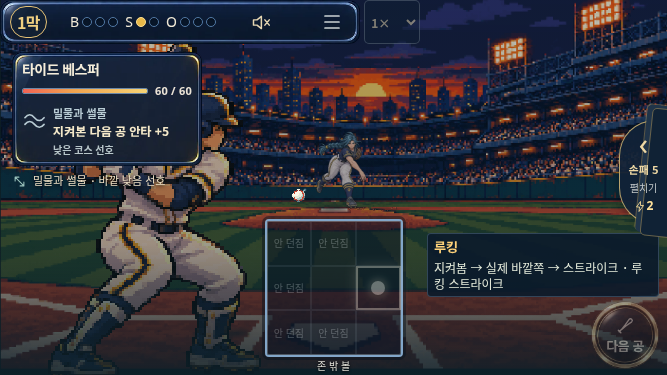 1막
B S O
1×
타이드 베스퍼
60 / 60
밀물과 썰물
지켜본 다음 공 안타 +5
낮은 코스 선호
밀물과 썰물 · 바깥 낮음 선호
손패 5
펼치기
2
안 던짐 안 던짐
안 던짐
안 던짐 안 던짐
존 밖 볼
루킹
지켜봄 → 실제 바깥쪽 → 스트라이크 · 루
킹 스트라이크
다음 공